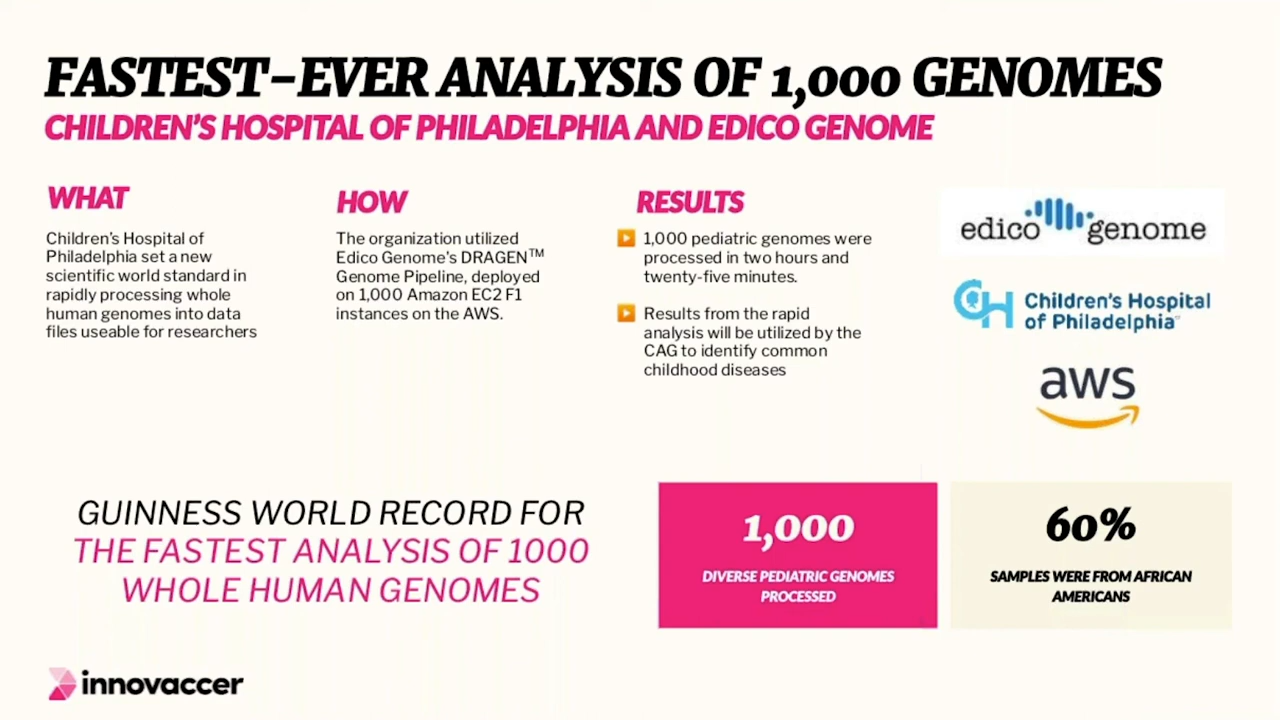 FASTEST-EVER ANALYSIS OF 1,000 GENOMES
CHILDREN'S HOSPITAL OF PHILADELPHIA AND EDICO GENOME
WHAT
Children's Hospital of
Philadelphia set a new
scientific world standard in
rapidly processing whole
human genomes into data
files useable for researchers
HOW
The organization utilized
Edico Genome's DRAGEN™
Genome Pipeline, deployed
on 1,000 Amazon EC2 F1
instances on the AWS.
RESULTS
1,000 pediatric genomes were
processed in two hours and
twenty-five minutes.
Results from the rapid
analysis will be utilized by the
CAG to identify common
childhood diseases
edico genome
Children's Hospital
of Philadelphia
aws
GUINNESS WORLD RECORD FOR
THE FASTEST ANALYSIS OF 1000
WHOLE HUMAN GENOMES
1,000
DIVERSE PEDIATRIC GENOMES
PROCESSED
60%
SAMPLES WERE FROM AFRICAN
AMERICANS
innovaccer